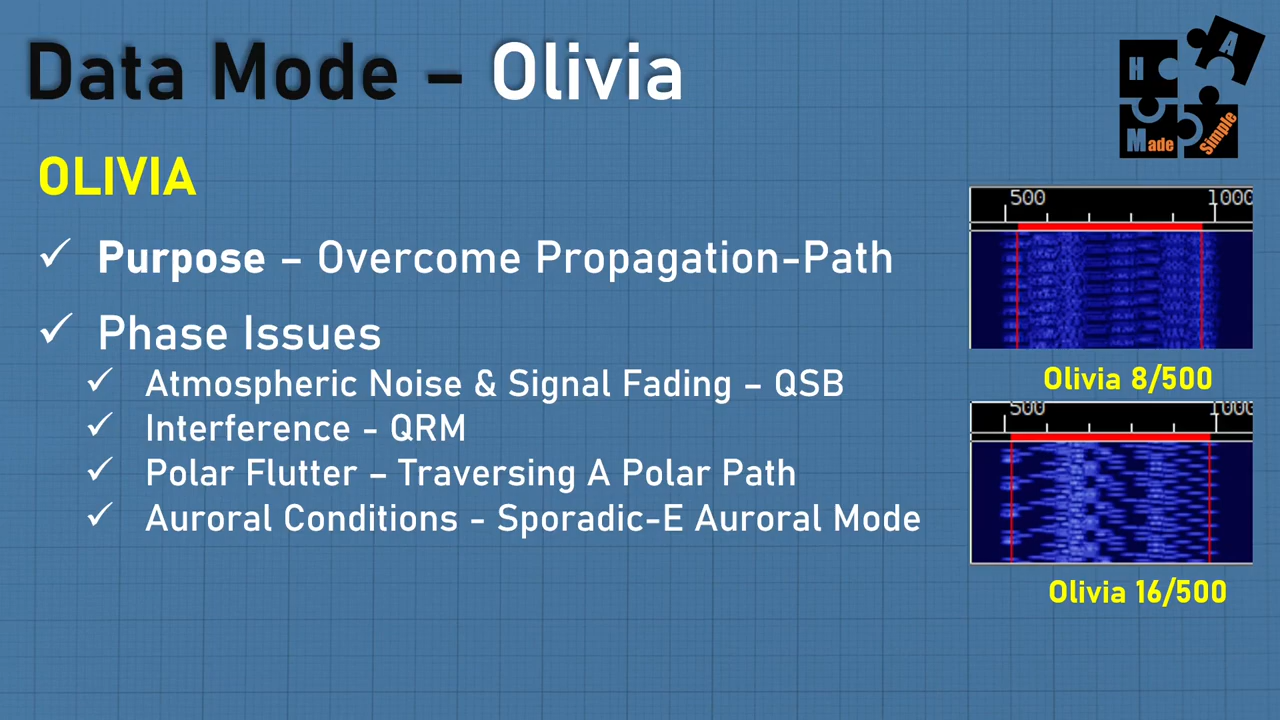 Data Mode – Olivia
H A
Made Simple
OLIVIA
✓ Purpose – Overcome Propagation-Path
✓ Phase Issues
✓ Atmospheric Noise & Signal Fading – QSB
✓ Interference - QRM
✓ Polar Flutter – Traversing A Polar Path
✓ Auroral Conditions - Sporadic-E Auroral Mode
500 1000
Olivia 8/500
500 1000
Olivia 16/500